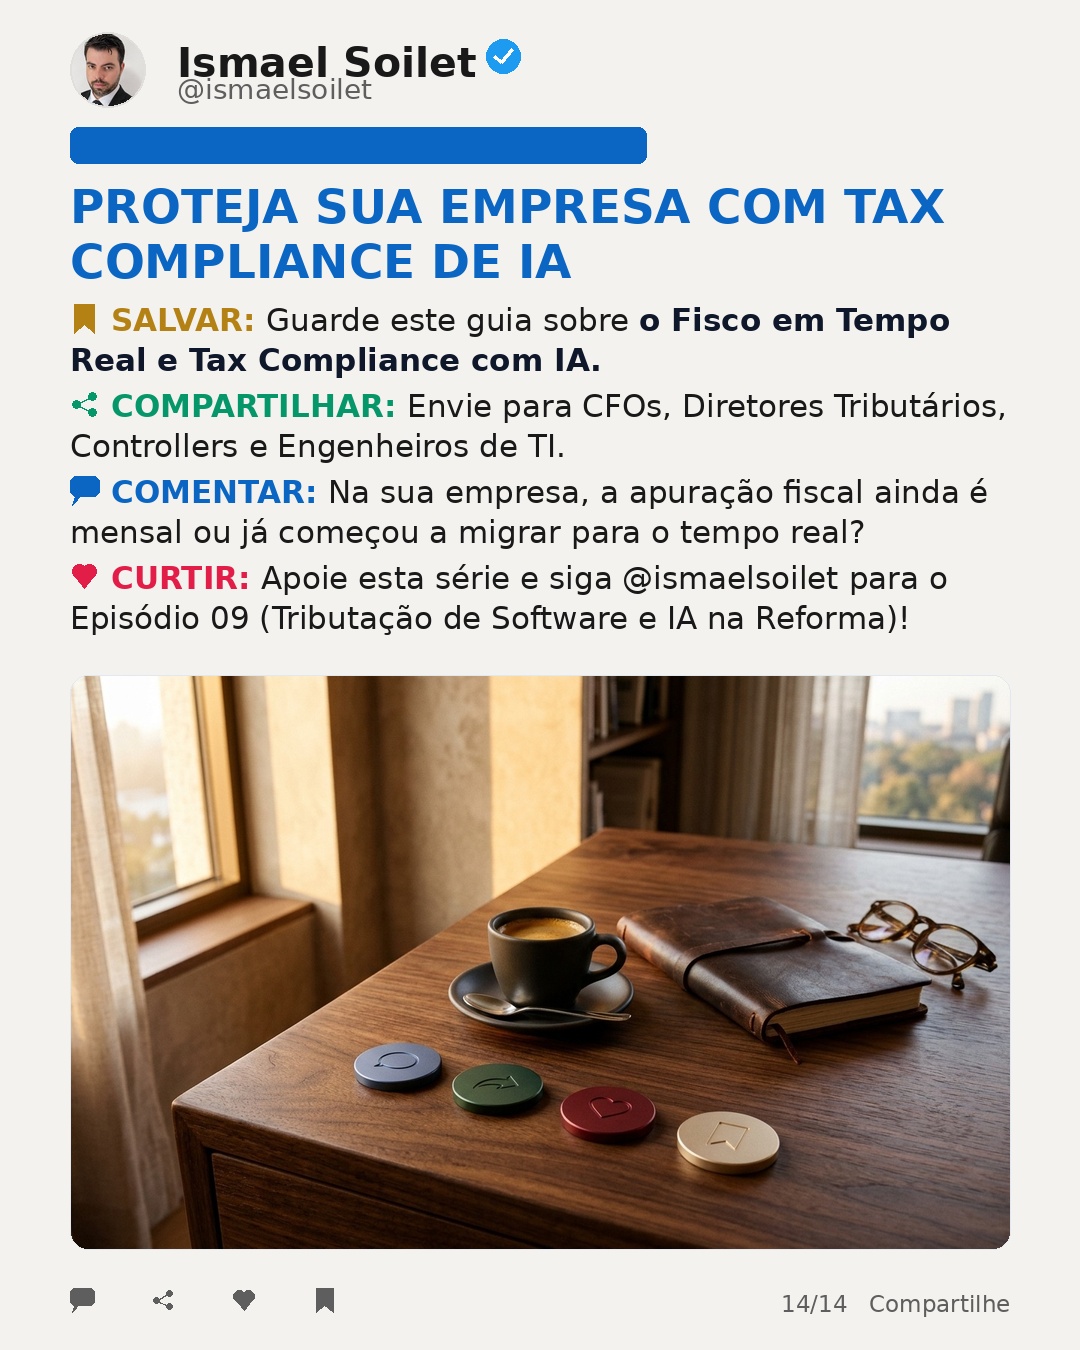 Ismael Soilet
@ismaelsoilet
PROTEJA SUA EMPRESA COM TAX
COMPLIANCE DE IA
SALVAR: Guarde este guia sobre o Fisco em Tempo
Real e Tax Compliance com IA.
COMPARTILHAR: Envie para CFOs, Diretores Tributários,
Controllers e Engenheiros de TI.
COMENTAR: Na sua empresa, a apuração fiscal ainda é
mensal ou já começou a migrar para o tempo real?
CURTIR: Apoie esta série e siga @ismaelsoilet para o
Episódio 09 (Tributação de Software e IA na Reforma)!
14/14 Compartilhe